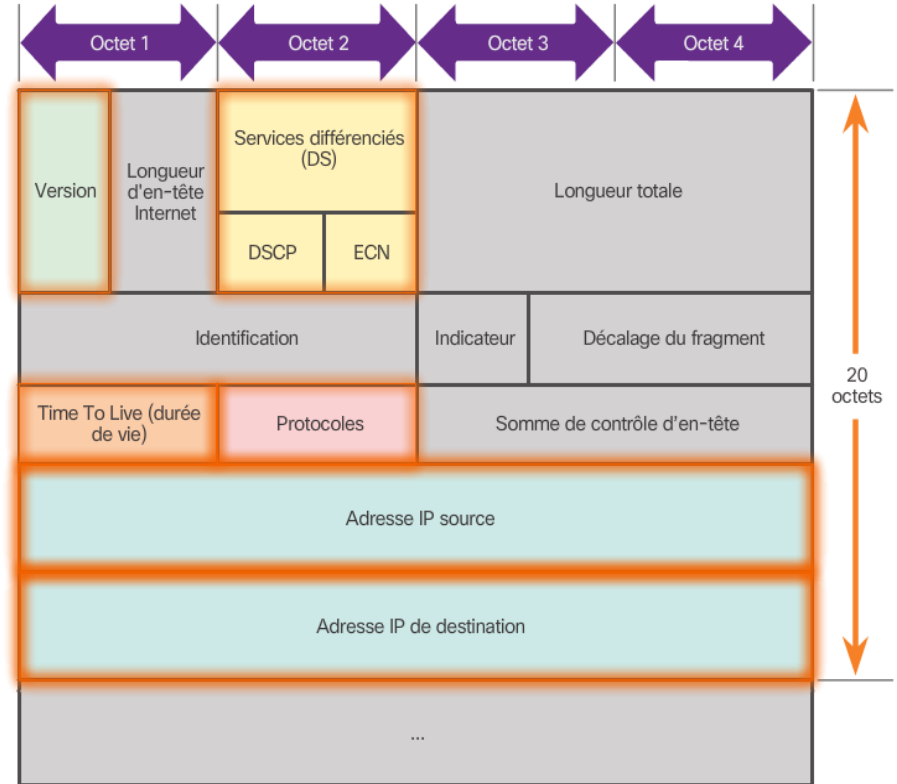 Octet 1
Octet 2
Octet 3
Octet 4
Version
Longueur
d'en-tête
Internet
Services différenciés
(DS)
DSCP
ECN
Longueur totale
Identification
Indicateur
Décalage du fragment
20
octets
Time To Live (durée
de vie)
Protocoles
Somme de contrôle d'en-tête
Adresse IP source
Adresse IP de destination
...